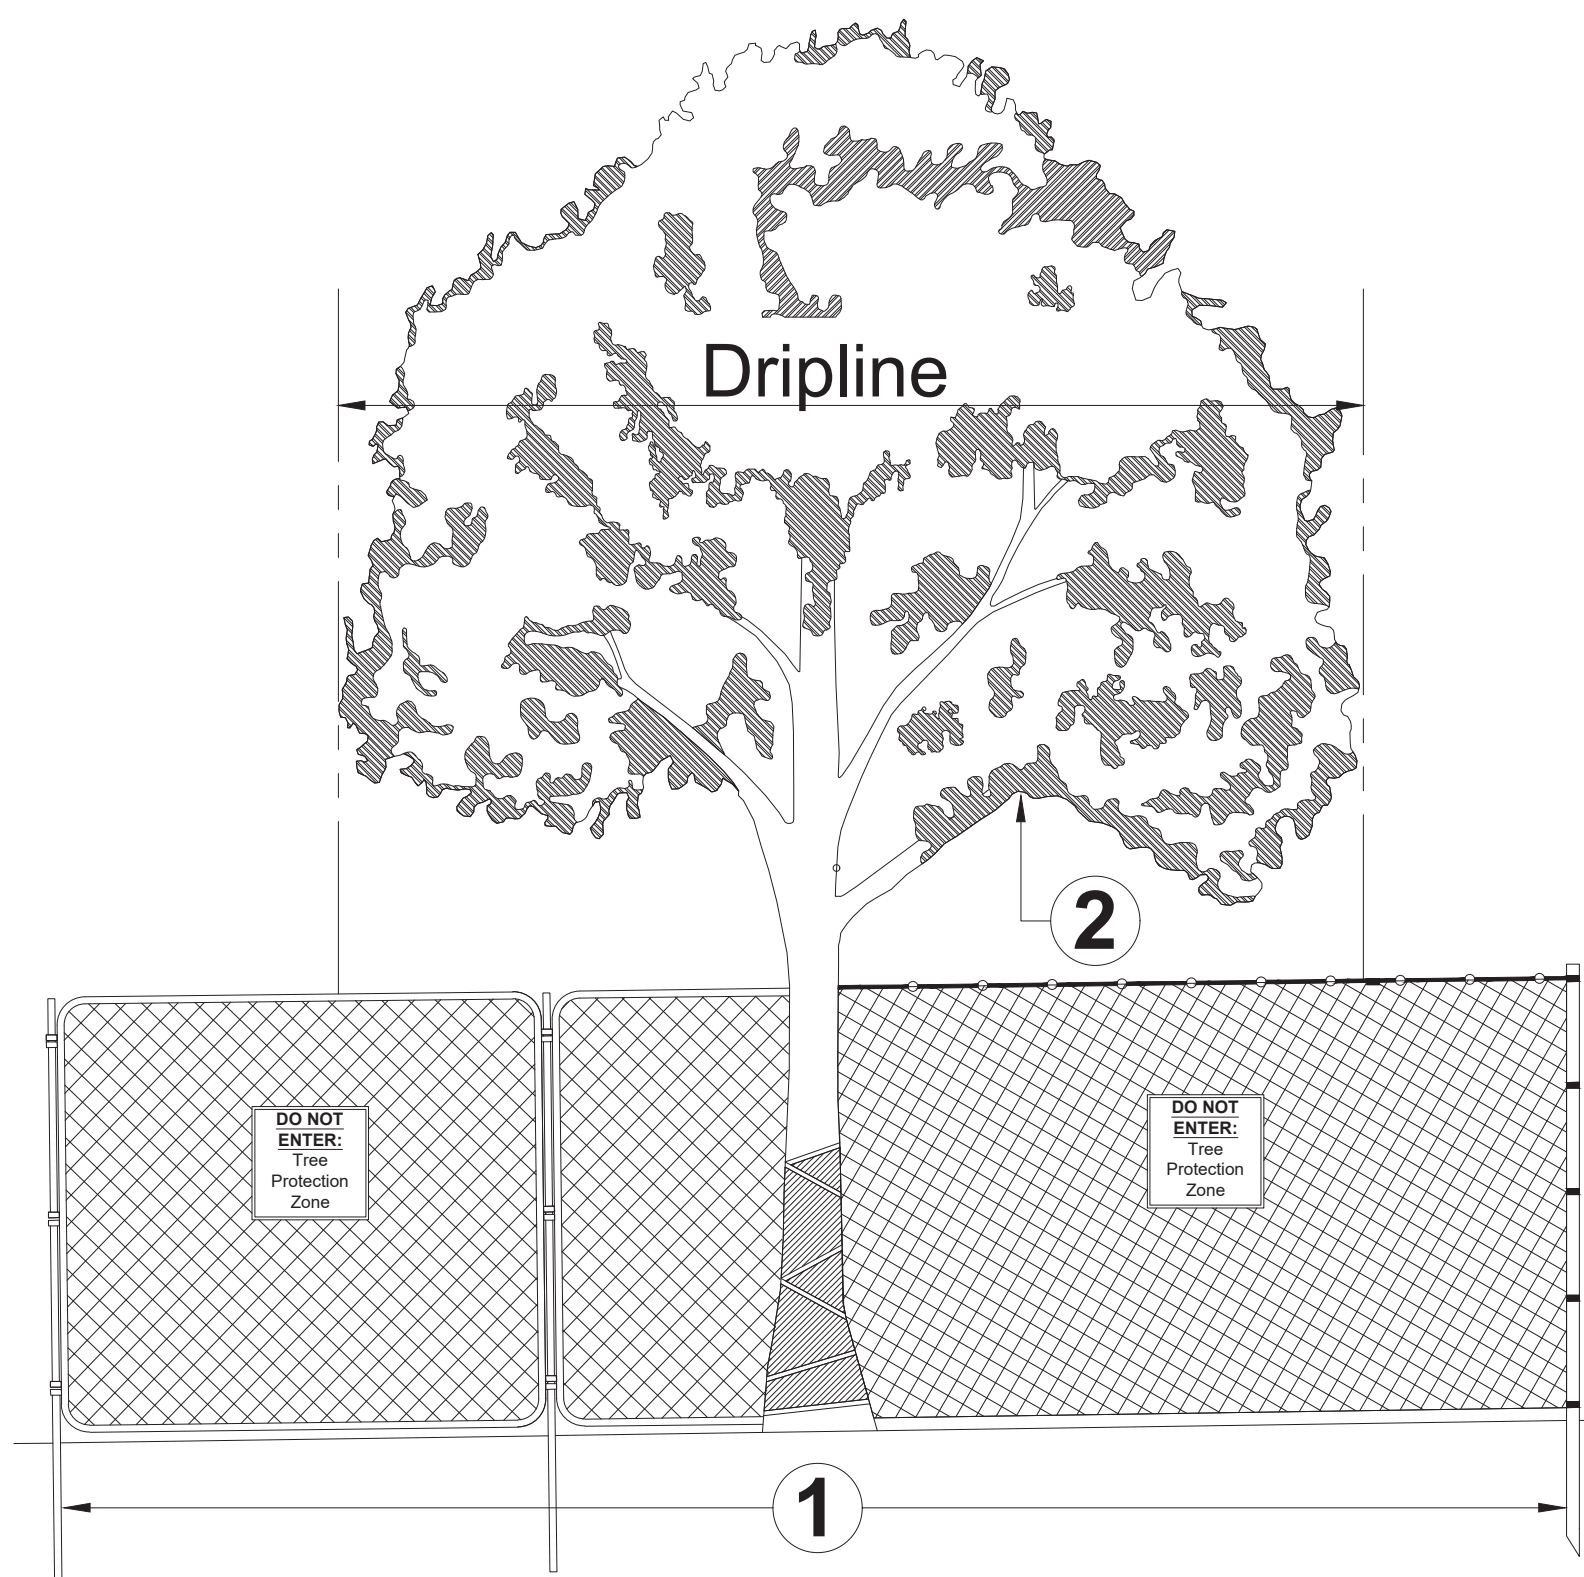 Dripline
2
DO NOT
ENTER:
Tree
Protection
Zone
DO NOT
ENTER:
Tree
Protection
Zone
1